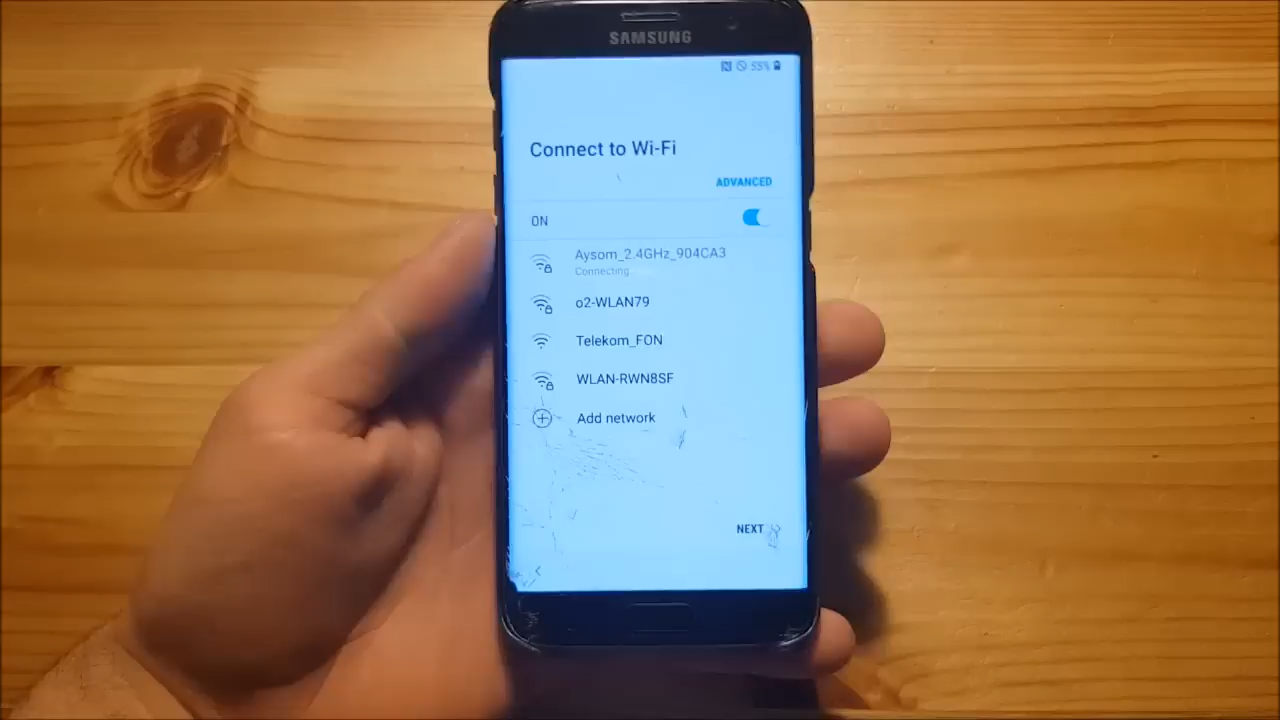 SAMSUNG
55%
Connect to Wi-Fi
ADVANCED
ON
Aysom_2.4GHz_904CA3
Connecting
o2-WLAN79
Telekom_FON
WLAN-RWN8SF
Add network
NEXT